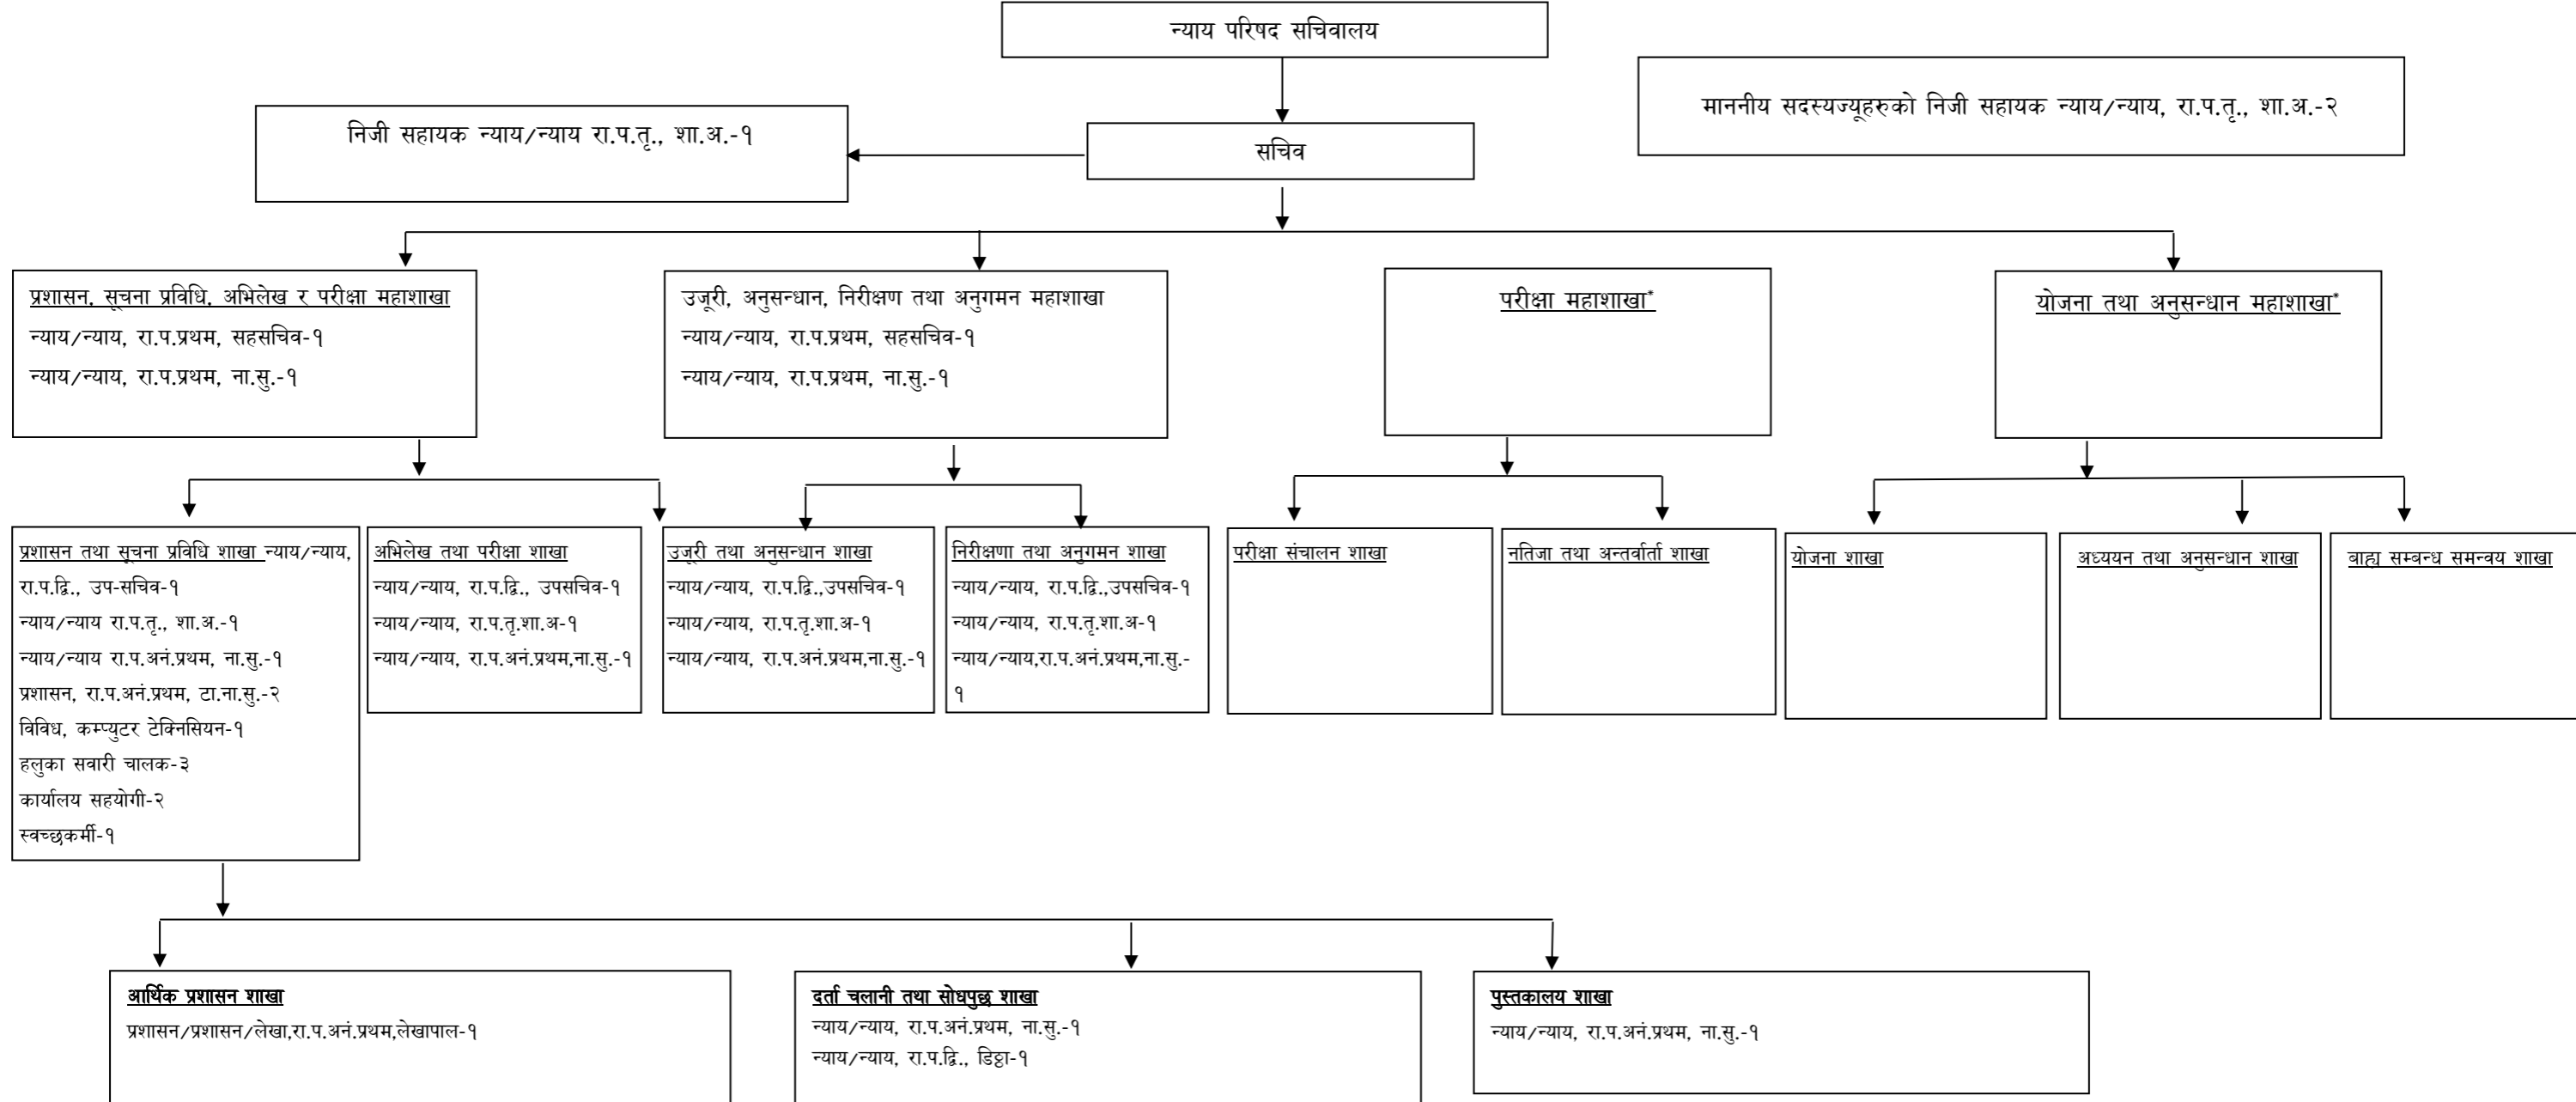 न्याय परिषद सचिवालय
माननीय सदस्यज्यूहरुको निजी सहायक न्याय/न्याय, रा.प.तृ., शा.अ.-२
निजी सहायक न्याय/न्याय रा.प.तृ., शा.अ.-१
सचिव
प्रशासन, सूचना प्रविधि, अभिलेख र परीक्षा महाशाखा
न्याय/न्याय, रा.प.प्रथम, सहसचिव-१
न्याय/न्याय, रा.प.प्रथम, ना.सु.-१
उजूरी, अनुसन्धान, निरीक्षण तथा अनुगमन महाशाखा
न्याय/न्याय, रा.प.प्रथम, सहसचिव-१
न्याय/न्याय, रा.प.प्रथम, ना.सु.-१
परीक्षा महाशाखा*
योजना तथा अनुसन्धान महाशाखा*
प्रशासन तथा सूचना प्रविधि शाखा न्याय/न्याय,
रा.प.द्वि., उप-सचिव-१
न्याय/न्याय रा.प.तृ., शा.अ.-१
न्याय/न्याय रा.प.अनं.प्रथम, ना.सु.-१
प्रशासन, रा.प.अनं.प्रथम, टा.ना.सु.-२
विविध, कम्प्युटर टेक्निसियन-१
हलुका सवारी चालक-३
कार्यालय सहयोगी-२
स्वच्छकर्मी-१
अभिलेख तथा परीक्षा शाखा
न्याय/न्याय, रा.प.द्वि., उपसचिव-१
न्याय/न्याय, रा.प.तृ.शा.अ-१
न्याय/न्याय, रा.प.अनं.प्रथम,ना.सु.-१
उजूरी तथा अनुसन्धान शाखा
न्याय/न्याय, रा.प.द्वि.,उपसचिव-१
न्याय/न्याय, रा.प.तृ.शा.अ-१
न्याय/न्याय, रा.प.अनं.प्रथम,ना.सु.-१
निरीक्षणा तथा अनुगमन शाखा
न्याय/न्याय, रा.प.द्वि.,उपसचिव-१
न्याय/न्याय, रा.प.तृ.शा.अ-१
न्याय/न्याय,रा.प.अनं.प्रथम,ना.सु.-
१
परीक्षा संचालन शाखा
नतिजा तथा अन्तर्वार्ता शाखा
योजना शाखा
अध्ययन तथा अनुसन्धान शाखा
बाह्य सम्बन्ध समन्वय शाखा
आर्थिक प्रशासन शाखा
प्रशासन/प्रशासन/लेखा,रा.प.अनं.प्रथम,लेखापाल-१
दर्ता चलानी तथा सोधपुछ शाखा
न्याय/न्याय, रा.प.अनं.प्रथम, ना.सु.-१
न्याय/न्याय, रा.प.द्वि., डिठ्ठा-१
पुस्तकालय शाखा
न्याय/न्याय, रा.प.अनं.प्रथम, ना.सु.-१